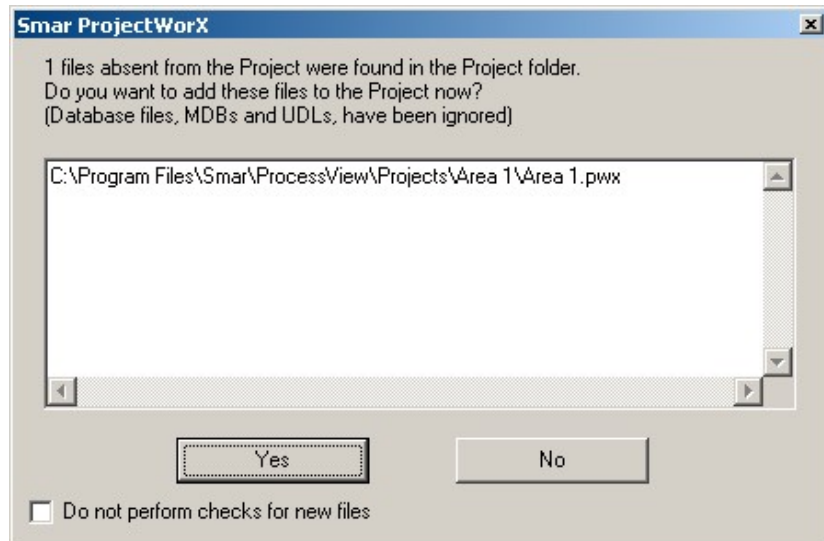 Smar ProjectWorX
1 files absent from the Project were found in the Project folder.
Do you want to add these files to the Project now?
(Database files, MDBs and UDLs, have been ignored)
C:\Program Files\Smar\ProcessView\Projects\Area 1\Area 1.pwx
Yes
No
Do not perform checks for new files